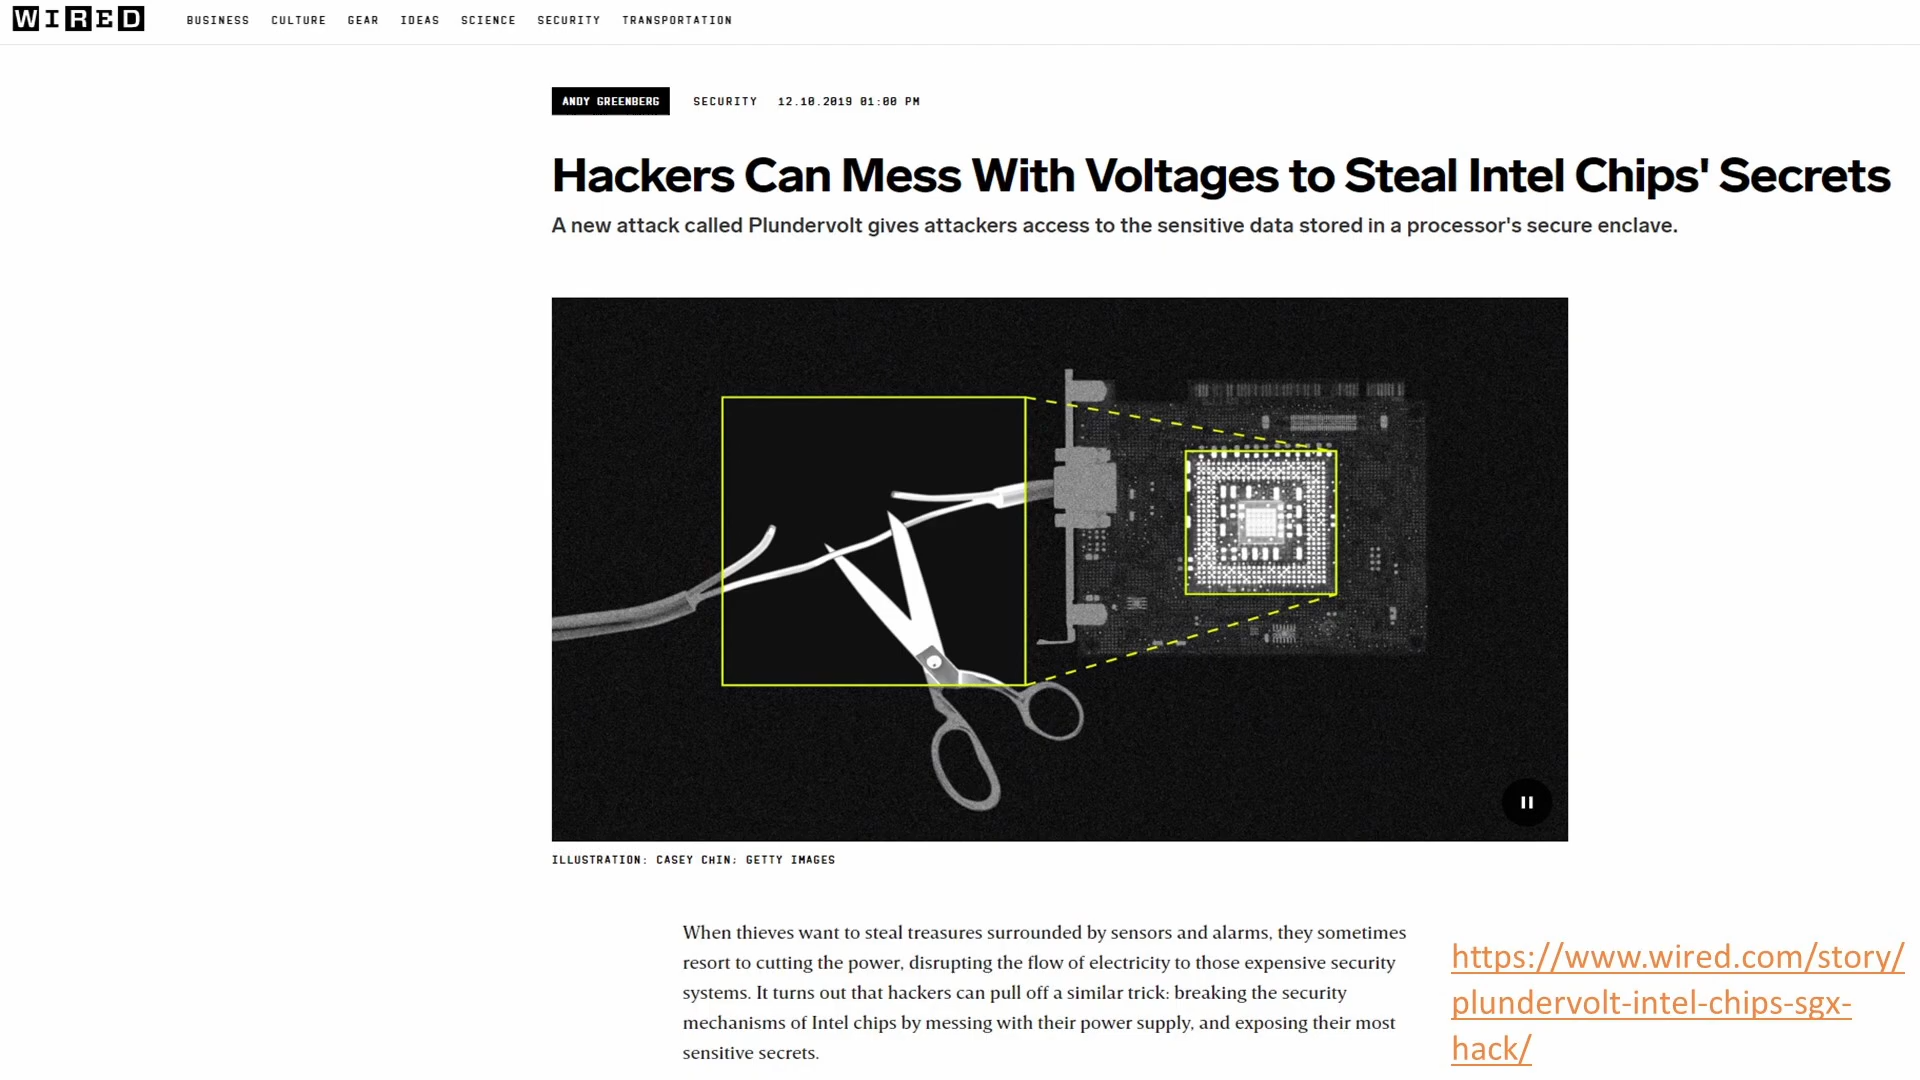 WIRED
BUSINESS CULTURE GEAR IDEAS SCIENCE SECURITY TRANSPORTATION
ANDY GREENBERG SECURITY 12.10.2019 01:00 PM
Hackers Can Mess With Voltages to Steal Intel Chips' Secrets
A new attack called Plundervolt gives attackers access to the sensitive data stored in a processor's secure enclave.
ILLUSTRATION: CASEY CHIN; GETTY IMAGES
When thieves want to steal treasures surrounded by sensors and alarms, they sometimes
resort to cutting the power, disrupting the flow of electricity to those expensive security
systems. It turns out that hackers can pull off a similar trick: breaking the security
mechanisms of Intel chips by messing with their power supply, and exposing their most
sensitive secrets.
https://www.wired.com/story/
plundervolt-intel-chips-sgx-
hack/